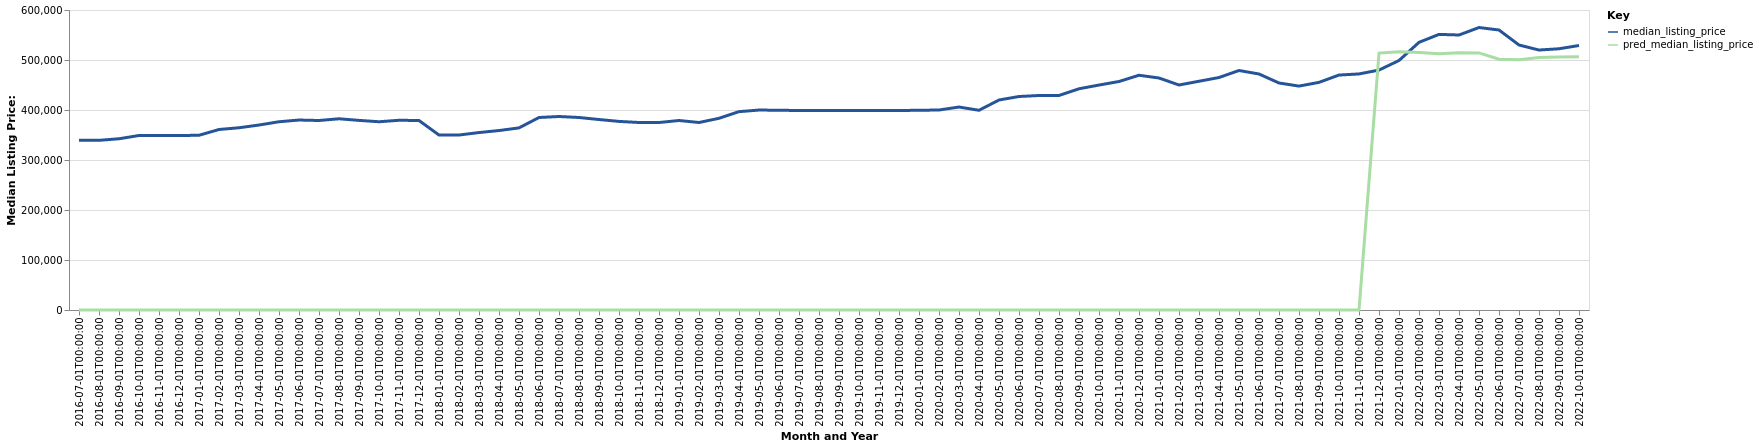 600,000
500,000
400,000
300,000
200,000
100,000
0
Median Listing Price:
2016-07-01T00:00:00
2016-08-01T00:00:00
2016-09-01T00:00:00
2016-10-01T00:00:00
2016-11-01T00:00:00
2016-12-01T00:00:00
2017-01-01T00:00:00
2017-02-01T00:00:00
2017-03-01T00:00:00
2017-04-01T00:00:00
2017-05-01T00:00:00
2017-06-01T00:00:00
2017-07-01T00:00:00
2017-08-01T00:00:00
2017-09-01T00:00:00
2017-10-01T00:00:00
2017-11-01T00:00:00
2017-12-01T00:00:00
2018-01-01T00:00:00
2018-02-01T00:00:00
2018-03-01T00:00:00
2018-04-01T00:00:00
2018-05-01T00:00:00
2018-06-01T00:00:00
2018-07-01T00:00:00
2018-08-01T00:00:00
2018-09-01T00:00:00
2018-10-01T00:00:00
2018-11-01T00:00:00
2018-12-01T00:00:00
2019-01-01T00:00:00
2019-02-01T00:00:00
2019-03-01T00:00:00
2019-04-01T00:00:00
2019-05-01T00:00:00
2019-06-01T00:00:00
2019-07-01T00:00:00
2019-08-01T00:00:00
2019-09-01T00:00:00
2019-10-01T00:00:00
2019-11-01T00:00:00
2019-12-01T00:00:00
2020-01-01T00:00:00
2020-02-01T00:00:00
2020-03-01T00:00:00
2020-04-01T00:00:00
2020-05-01T00:00:00
2020-06-01T00:00:00
2020-07-01T00:00:00
2020-08-01T00:00:00
2020-09-01T00:00:00
2020-10-01T00:00:00
2020-11-01T00:00:00
2020-12-01T00:00:00
2021-01-01T00:00:00
2021-02-01T00:00:00
2021-03-01T00:00:00
2021-04-01T00:00:00
2021-05-01T00:00:00
2021-06-01T00:00:00
2021-07-01T00:00:00
2021-08-01T00:00:00
2021-09-01T00:00:00
2021-10-01T00:00:00
2021-11-01T00:00:00
2021-12-01T00:00:00
2022-01-01T00:00:00
2022-02-01T00:00:00
2022-03-01T00:00:00
2022-04-01T00:00:00
2022-05-01T00:00:00
2022-06-01T00:00:00
2022-07-01T00:00:00
2022-08-01T00:00:00
2022-09-01T00:00:00
2022-10-01T00:00:00
Month and Year
Key
median_listing_price
pred_median_listing_price